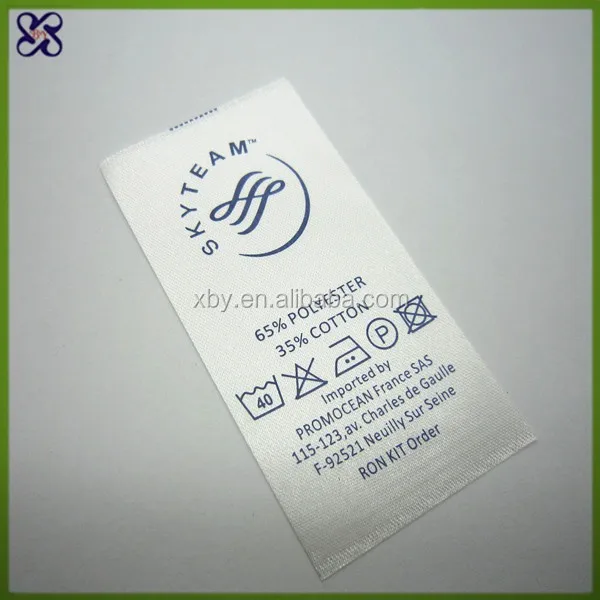 SKYTEAM™
65% POLYESTER
35% COTTON
40 P
Imported by
PROMOCEAN France SAS
115-123,av. Charles de Gaulle
F-92521 Neuilly Sur Seine
RON KIT Order
xby.en.alibaba.com